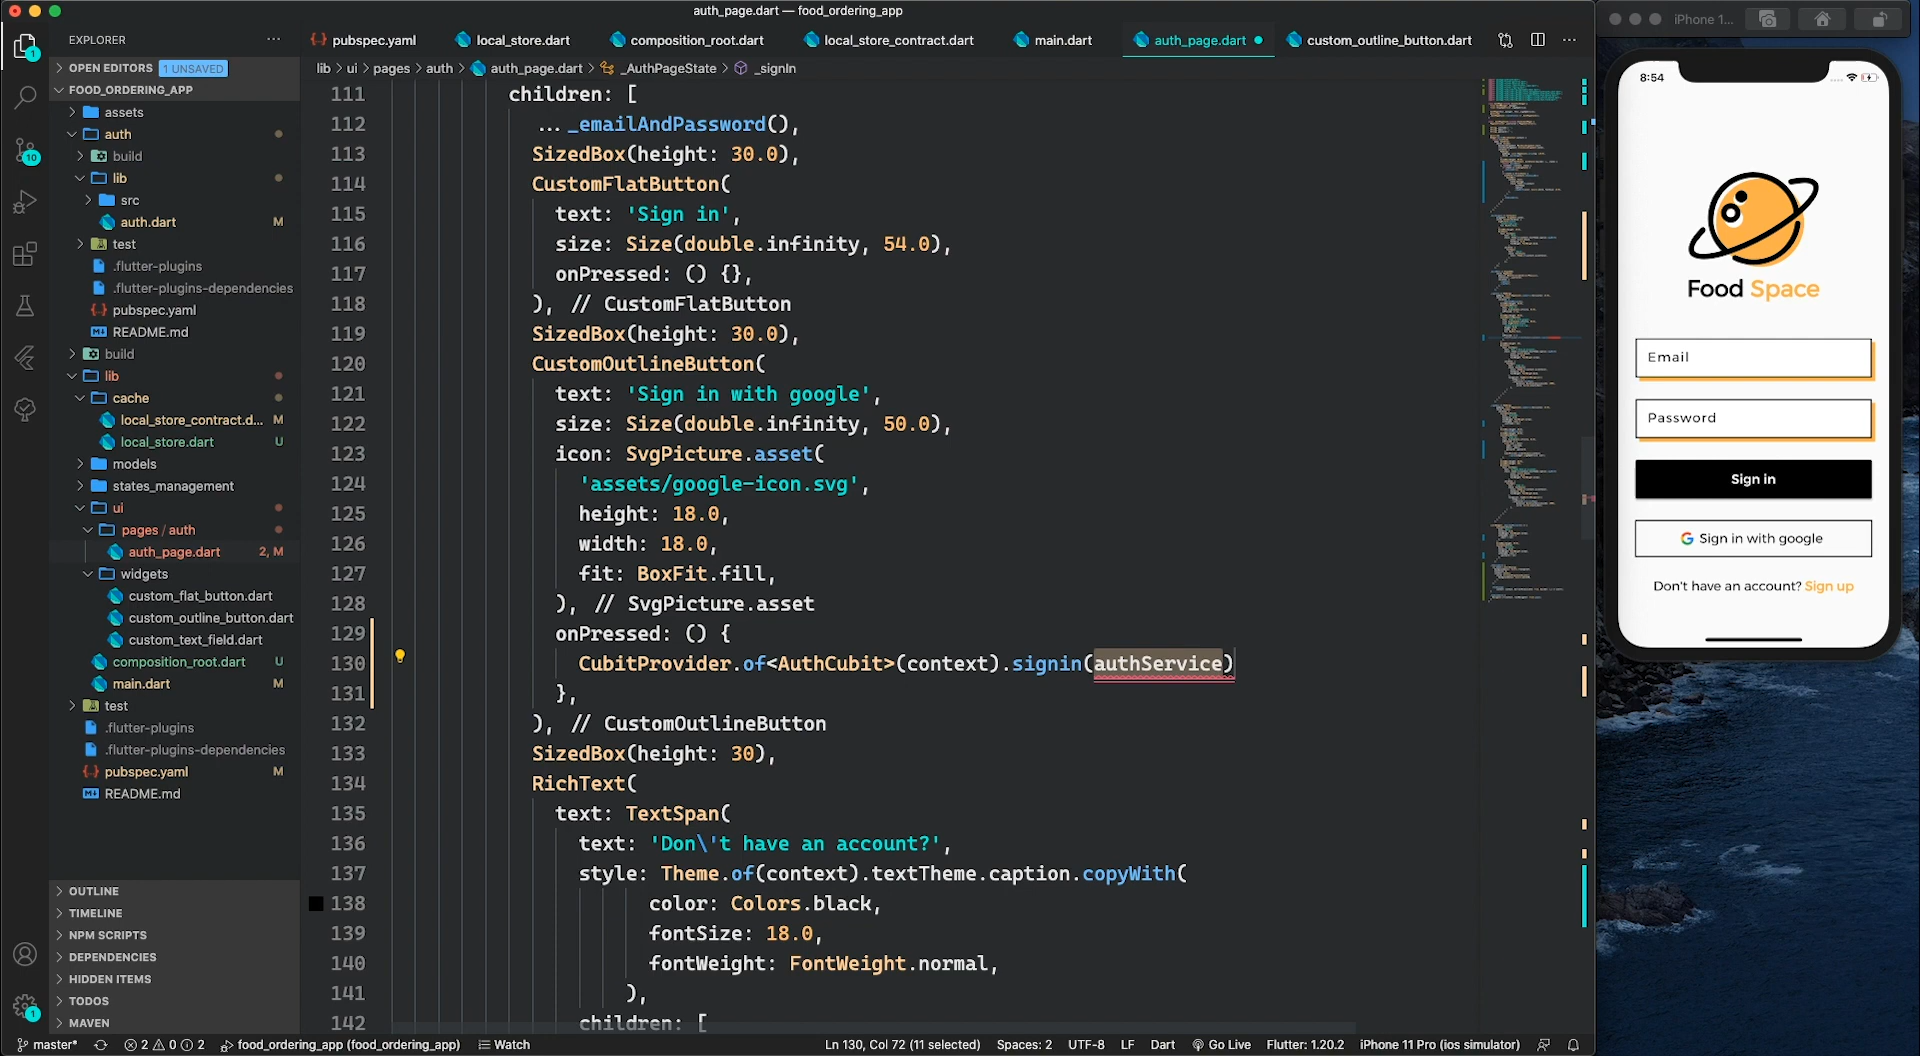 auth_page.dart — food_ordering_app
EXPLORER
OPEN EDITORS 1 UNSAVED
FOOD_ORDERING_APP
assets
auth
build
lib
src
auth.dart M
test
.flutter-plugins
.flutter-plugins-dependencies
pubspec.yaml
README.md
build
lib
cache
local_store_contract.d... M
local_store.dart U
models
states_management
ui
pages / auth
auth_page.dart 2, M
widgets
custom_flat_button.dart
custom_outline_button.dart
custom_text_field.dart
composition_root.dart U
main.dart M
test
.flutter-plugins
.flutter-plugins-dependencies
pubspec.yaml M
README.md
OUTLINE
TIMELINE
NPM SCRIPTS
DEPENDENCIES
HIDDEN ITEMS
TODOS
MAVEN
1
10
1
pubspec.yaml local_store.dart composition_root.dart local_store_contract.dart main.dart auth_page.dart custom_outline_button.dart
lib > ui > pages > auth > auth_page.dart > _AuthPageState > _signIn
111 children: [
112 ..._emailAndPassword(),
113 SizedBox(height: 30.0),
114 CustomFlatButton(
115 text: 'Sign in',
116 size: Size(double.infinity, 54.0),
117 onPressed: () {},
118 ), // CustomFlatButton
119 SizedBox(height: 30.0),
120 CustomOutlineButton(
121 text: 'Sign in with google',
122 size: Size(double.infinity, 50.0),
123 icon: SvgPicture.asset(
124 'assets/google-icon.svg',
125 height: 18.0,
126 width: 18.0,
127 fit: BoxFit.fill,
128 ), // SvgPicture.asset
129 onPressed: () {
130 CubitProvider.of<AuthCubit>(context).signin(authService)
131 },
132 ), // CustomOutlineButton
133 SizedBox(height: 30),
134 RichText(
135 text: TextSpan(
136 text: 'Don\'t have an account?',
137 style: Theme.of(context).textTheme.caption.copyWith(
138 color: Colors.black,
139 fontSize: 18.0,
140 fontWeight: FontWeight.normal,
141 ),
142 children: [
master* 2 0 2 food_ordering_app (food_ordering_app) Watch
Ln 130, Col 72 (11 selected) Spaces: 2 UTF-8 LF Dart Go Live Flutter: 1.20.2 iPhone 11 Pro (ios simulator)
iPhone 1...
8:54
Food Space
Email
Password
Sign in
Sign in with google
Don't have an account? Sign up